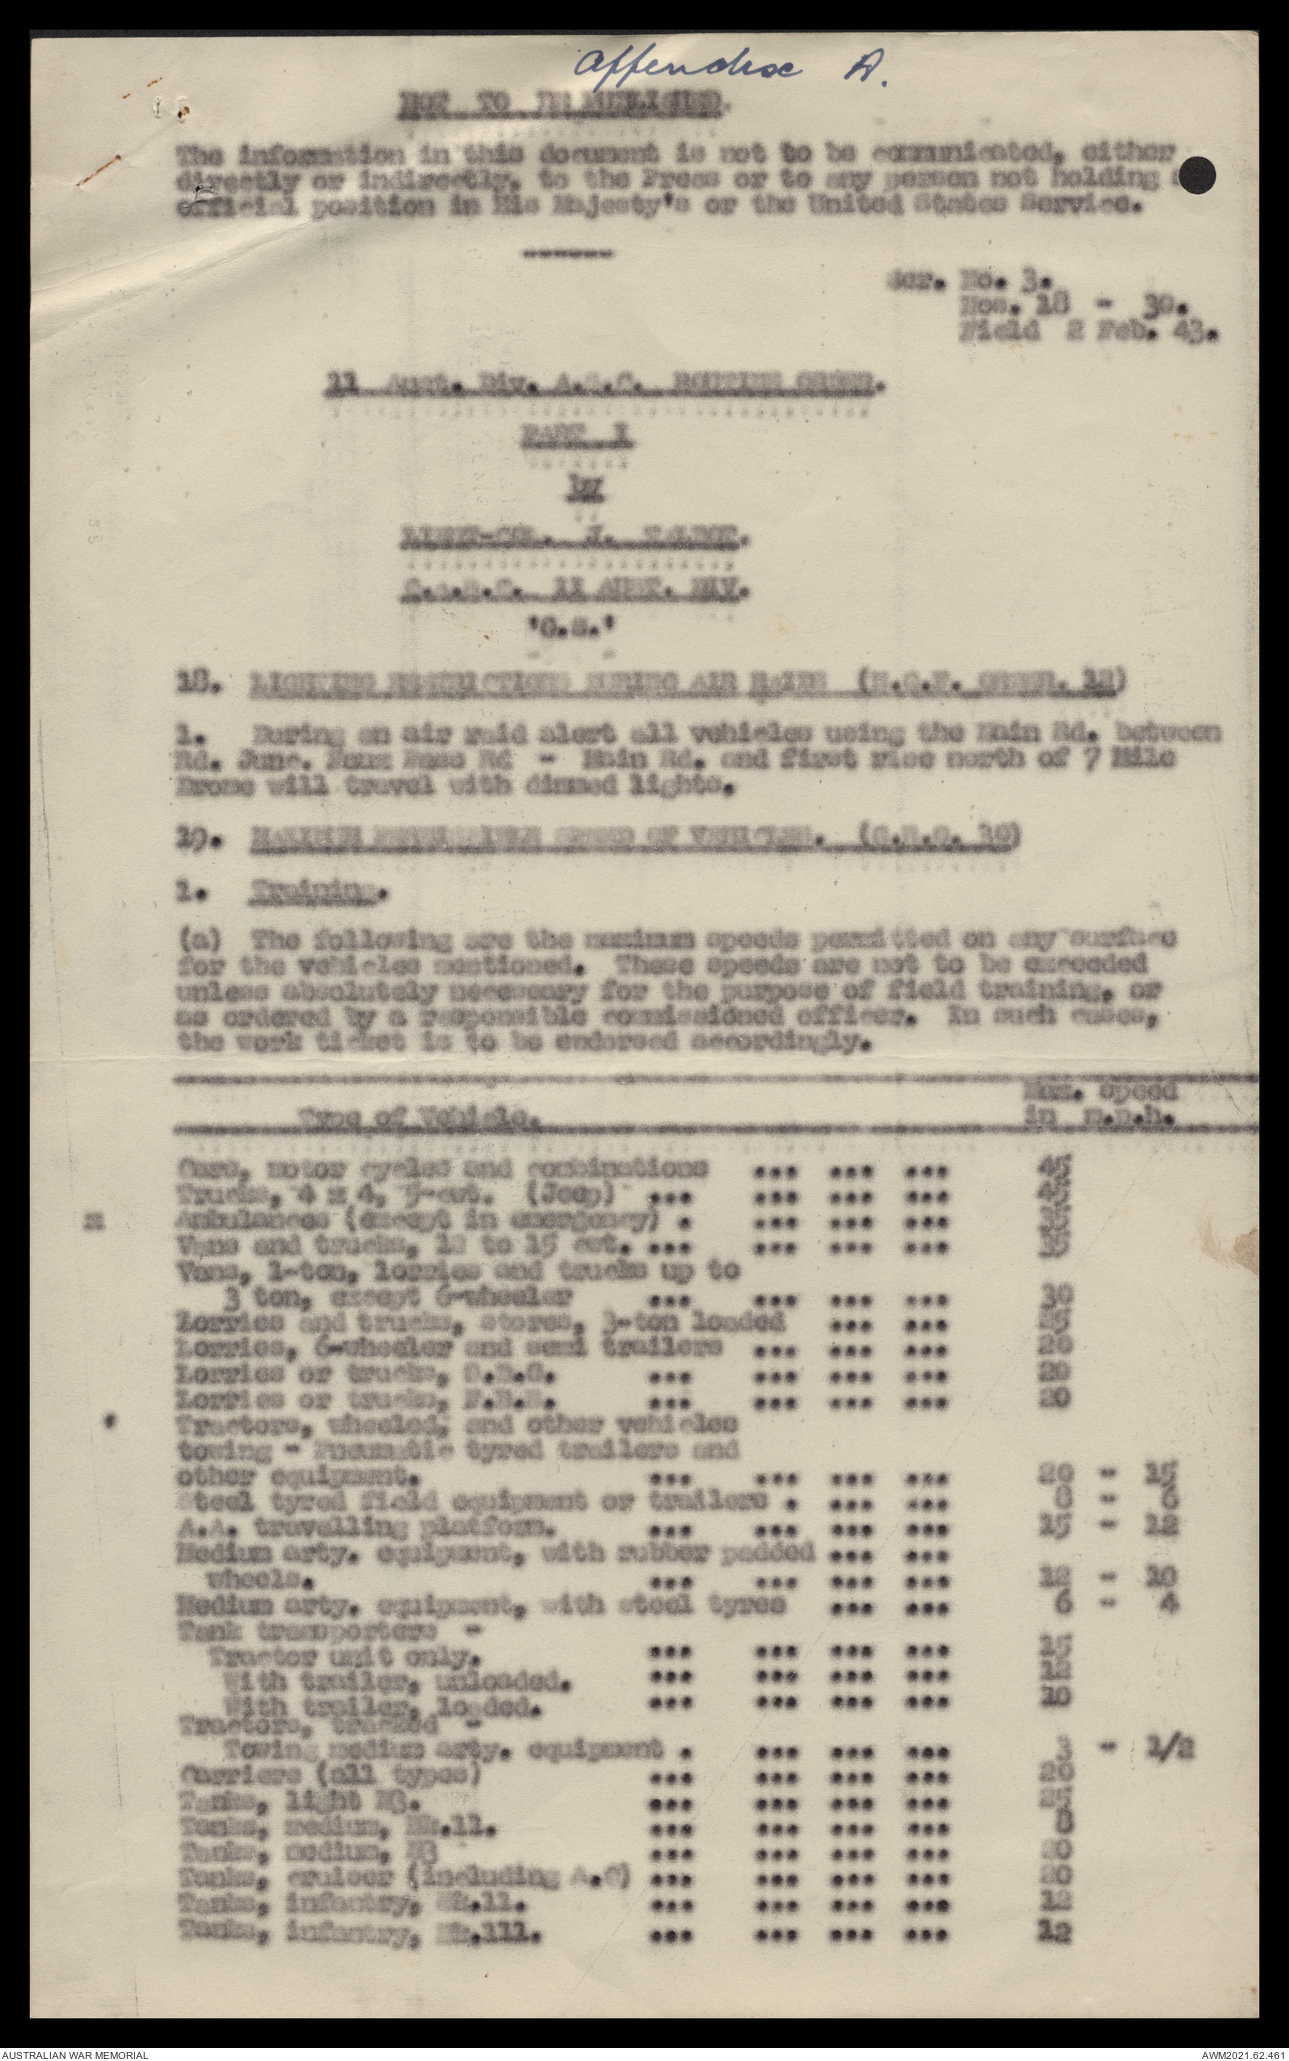 Appendix A.
NOT TO BE PUBLISHED.
The information in this document is not to be communicated, either
directly or indirectly, to the Press or to any person not holding
official position in His Majesty's or the United States Service.
-------
Ser. No. 3.
Nos. 18 - 30.
Field 2 Feb. 43.
11 Aust. Div. A.S.C. ROUTINE ORDER.
PART I
by
LIEUT-COL. J. TALBOT.
C.A.S.C. 11 AUST. DIV.
'G.S.'
18. LIGHTING RESTRICTIONS DURING AIR RAIDS (N.G.F. ORDER. 12)
1. During an air raid alert all vehicles using the Main Rd. between
Rd. Junc. Rd - Main Rd. and first rise north of 7 Mile
Drome will travel with dimmed lights.
19. MAXIMUM PERMISSIBLE SPEED OF VEHICLES. (G.R.O. 19)
1. Training.
(a) The following are the maximum speeds permitted on any surface
for the vehicles mentioned. These speeds are not to be exceeded
unless absolutely necessary for the purpose of field training, or
as ordered by a responsible commissioned officer. In such cases,
the work ticket is to be endorsed accordingly.
Max. speed
Type of Vehicle. in m.p.h.
Cars, motor cycles and combinations ... ... ... 45
Trucks, 4 x 4, 5-cwt. (Jeep) ... ... ... ...
Ambulances (except in emergency) . ... ... ...
Vans and trucks, 12 to 15 cwt. ... ... ... ...
Vans, 1-ton, lorries and trucks up to
3 ton, except 6-wheeler ... ... ... ... 30
Lorries and trucks, stores, 3-ton loaded ... ... 25
Lorries, 6-wheeler and semi trailers ... ... ... 20
Lorries or trucks, ... ... ... ... 20
Lorries or trucks, ... ... ... ... 20
Tractors, wheeled, and other vehicles
towing - Pneumatic tyred trailers and
other equipment. ... ... ... ... 20 - 15
Steel tyred field equipment or trailers . ... ... 8 - 6
A.A. travelling platform. ... ... ... ... 15 - 12
Medium arty. equipment, with rubber padded ... ...
wheels. ... ... ... ... 12 - 10
Medium arty. equipment, with steel tyres ... ... 6 - 4
Tank transporters -
Tractor unit only. ... ... ... ... 15
With trailer, unloaded. ... ... ... ... 12
With trailer, loaded. ... ... ... ... 10
Tractors, tracked -
Towing medium arty. equipment . ... ... ... 3 - 1/2
Carriers (all types) ... ... ... ... 20
Tanks, light M3. ... ... ... ... 25
Tanks, medium, Mk.11. ... ... ... ... 8
Tanks, medium, M3 ... ... ... ... 20
Tanks, cruiser (including A.C) ... ... ... ... 20
Tanks, infantry, Mk.11. ... ... ... ... 12
Tanks, infantry, Mk.111. ... ... ... ... 12
AUSTRALIAN WAR MEMORIAL
AWM2021.62.461